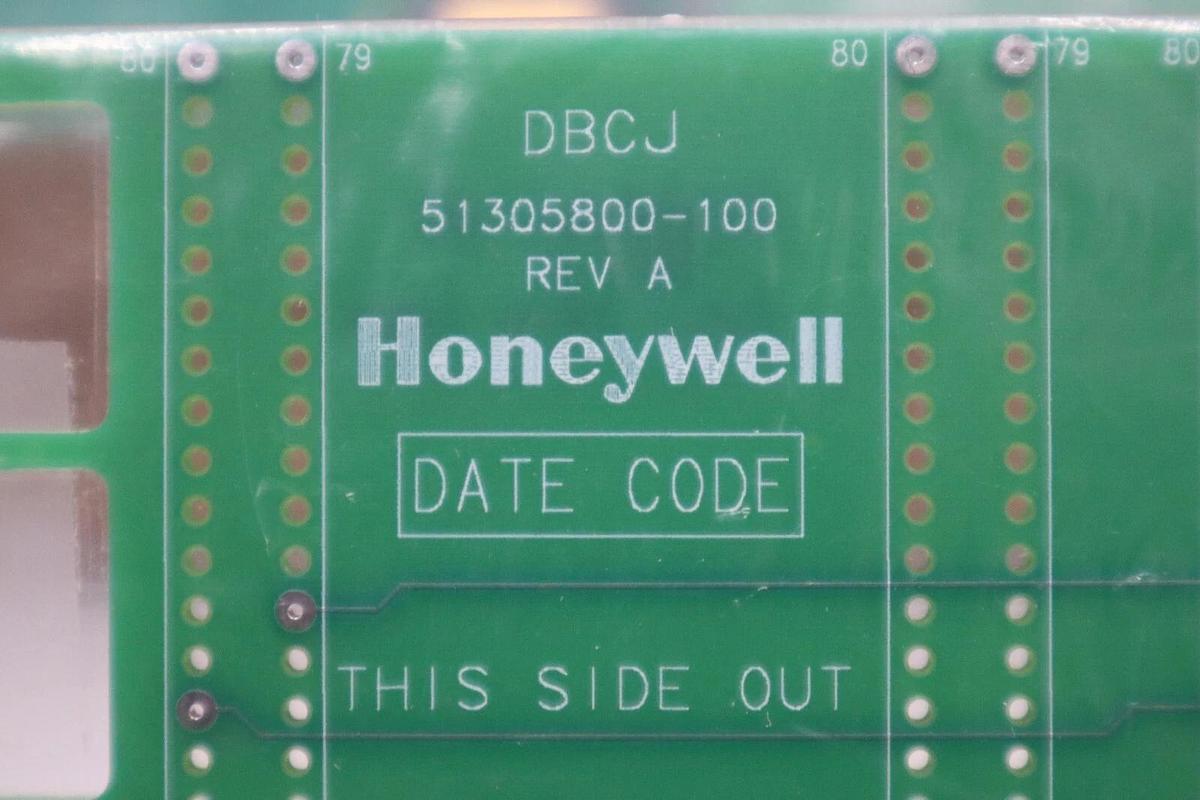 80 79 80 79 80
DBCJ
51305800-100
REV A
Honeywell
DATE CODE
THIS SIDE OUT